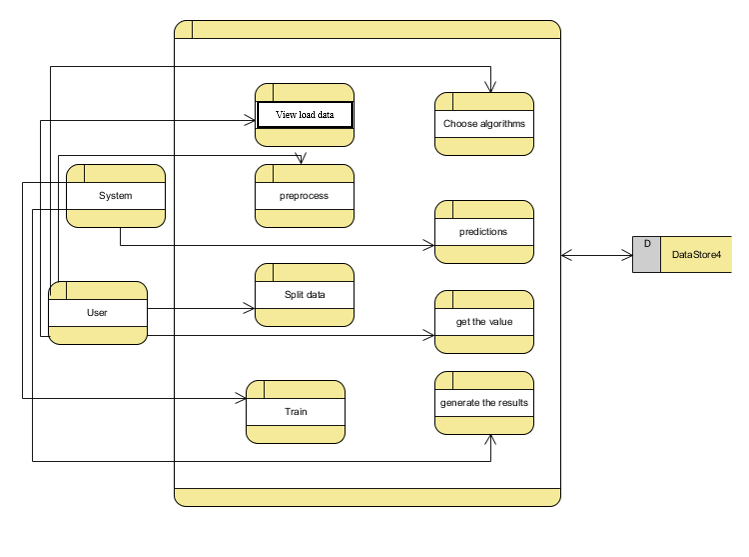 View load data
Choose algorithms
System
preprocess
predictions
D
DataStore4
User
Split data
get the value
generate the results
Train